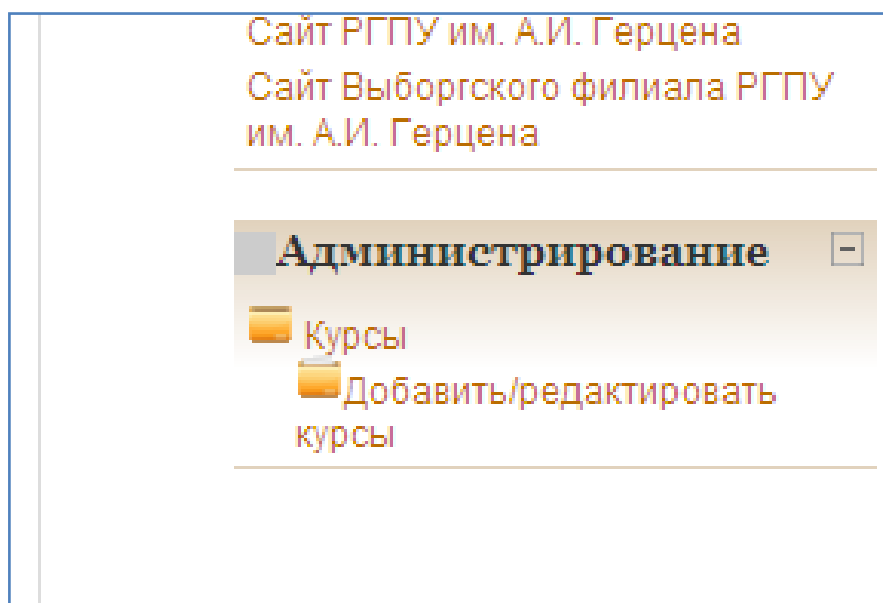 Сайт РГПУ им. А.И. Герцена
Сайт Выборгского филиала РГПУ
им. А.И. Герцена
Администрирование
Курсы
Добавить/редактировать
курсы